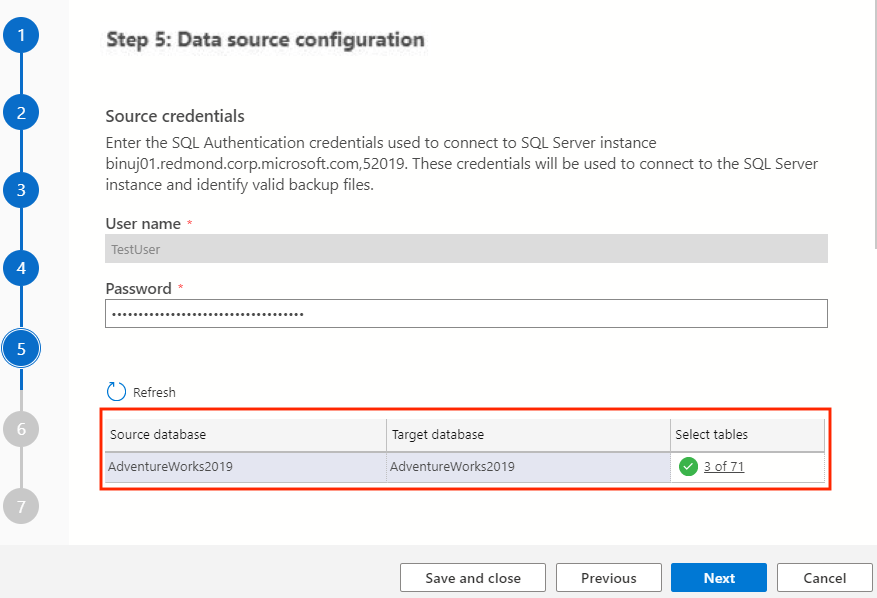 1
Step 5: Data source configuration
2
Source credentials
Enter the SQL Authentication credentials used to connect to SQL Server instance
binuj01.redmond.corp.microsoft.com,52019. These credentials will be used to connect to the SQL Server
instance and identify valid backup files.
3
User name *
TestUser
4
Password *
••••••••••••••••••••••••••••••••••••
5
Refresh
6
Source database Target database Select tables
AdventureWorks2019 AdventureWorks2019 3 of 71
7
Save and close Previous Next Cancel